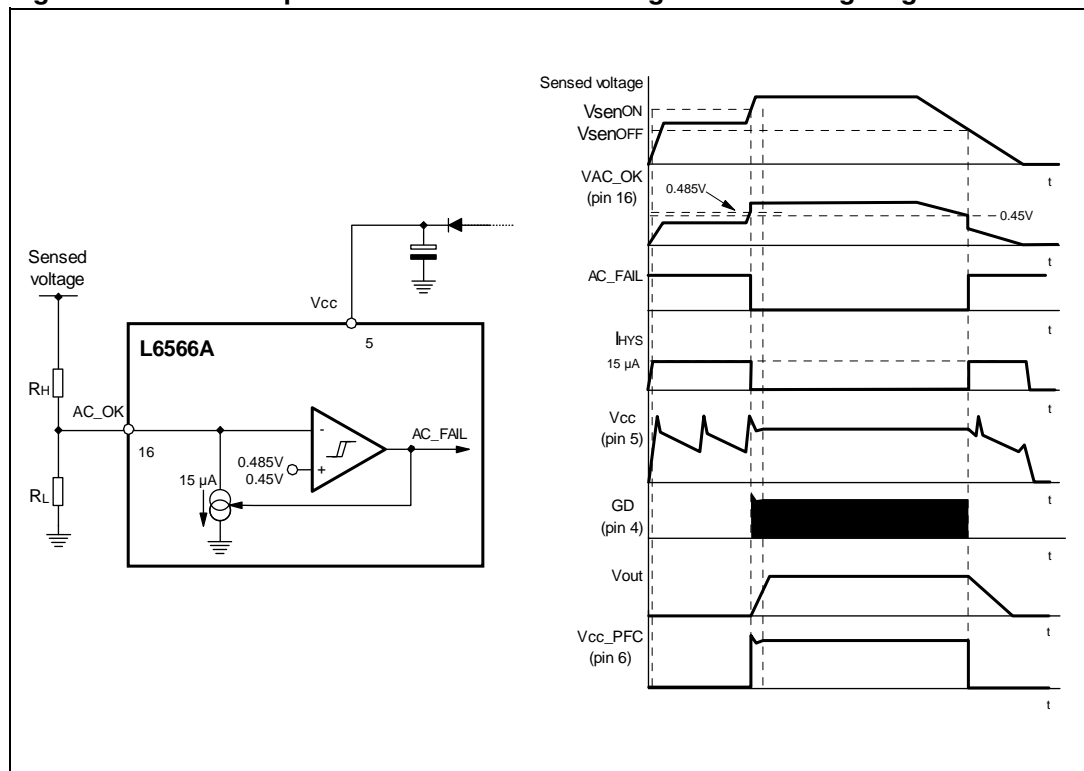 Sensed voltage
VsenON
VsenOFF
t
VAC_OK
(pin 16)
0.485V
0.45V
t
AC_FAIL
t
IHYS
15 µA
t
Vcc
(pin 5)
t
GD
(pin 4)
t
Vout
t
Vcc_PFC
(pin 6)
t
Sensed
voltage
Vcc
5
L6566A
RH
AC_OK
16
RL
15 µA
0.485V
0.45V
-
+
AC_FAIL